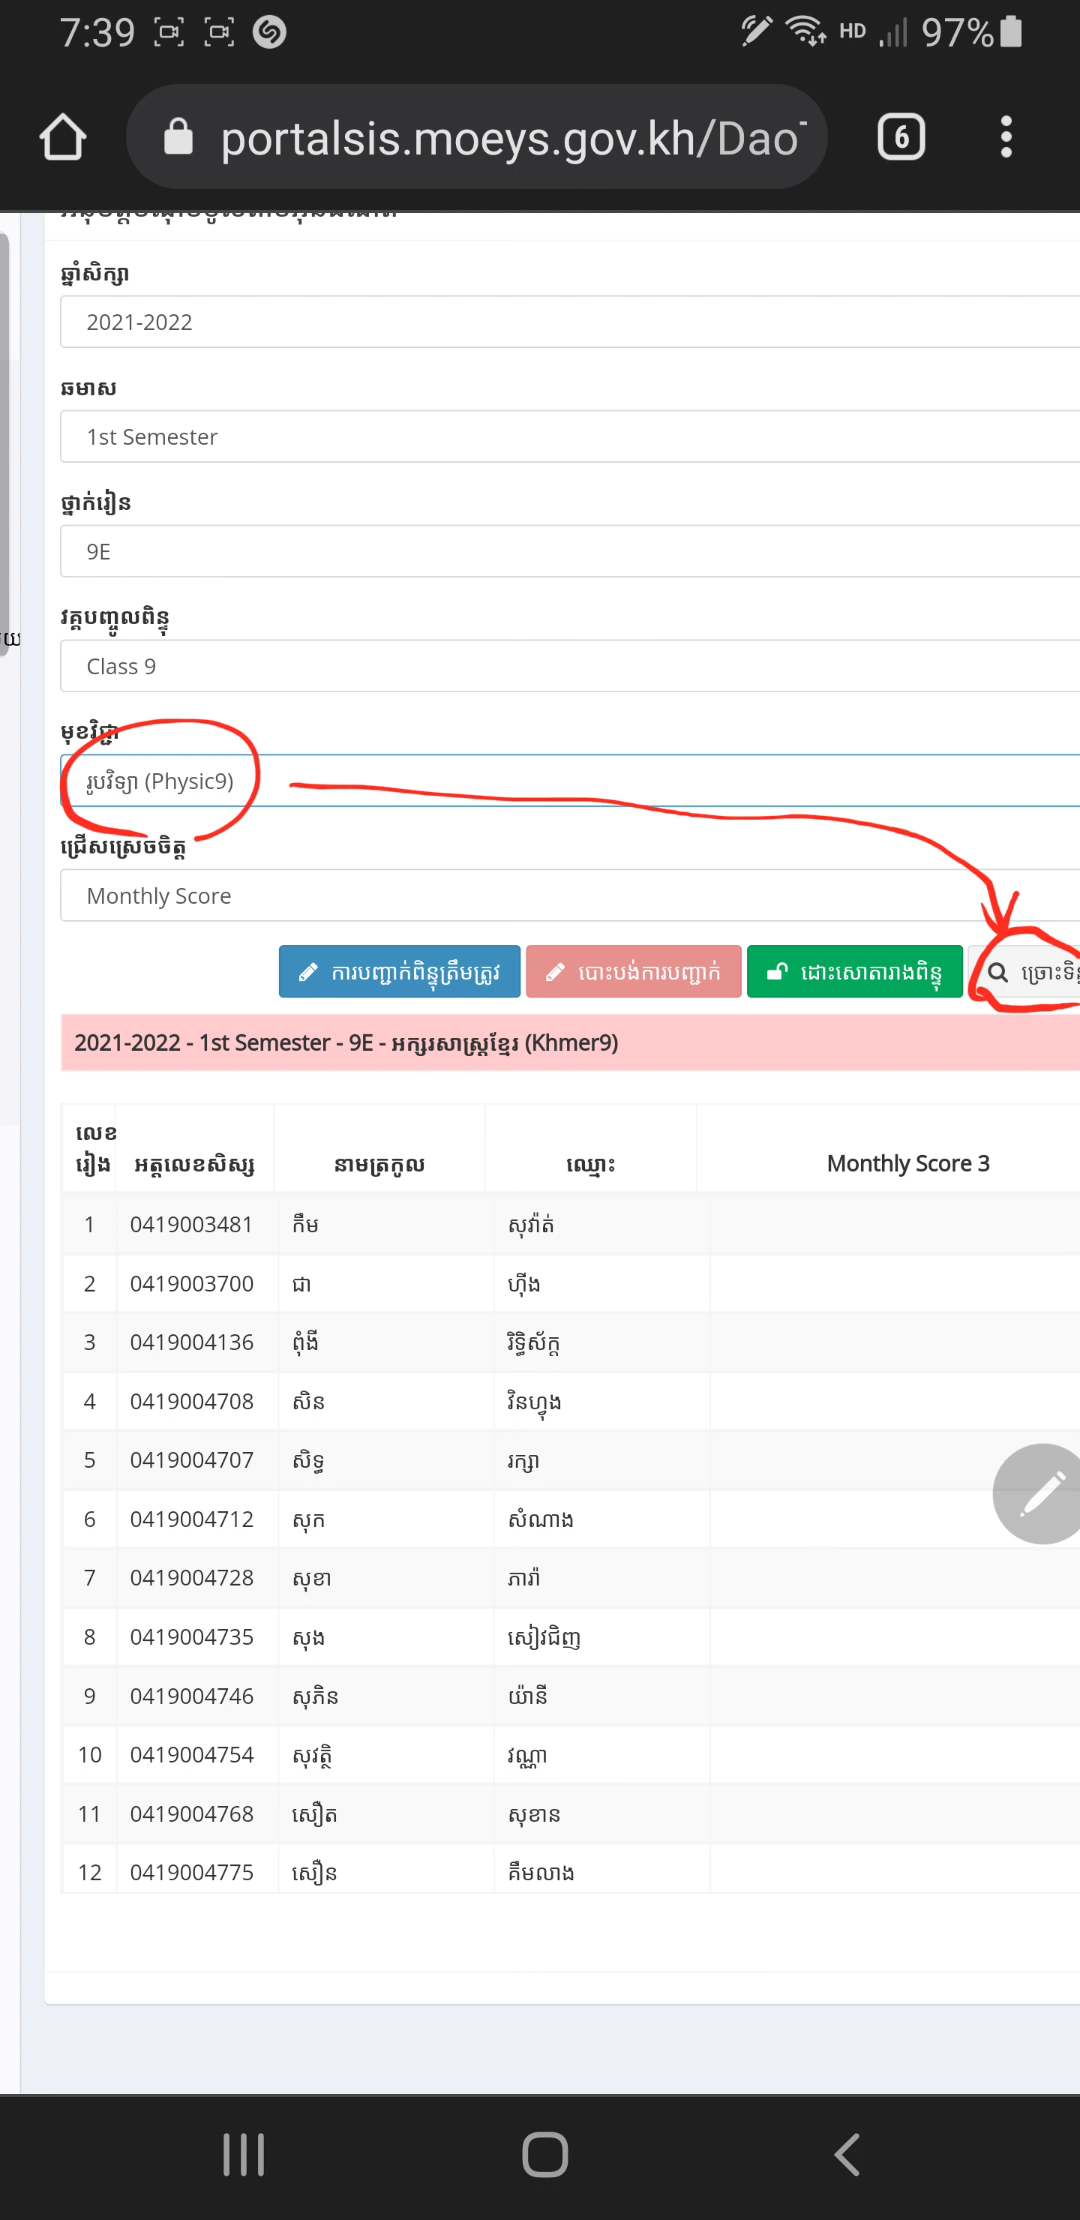 7:39 HD 97%
portalsis.moeys.gov.kh/Dao
6
ឆ្នាំសិក្សា
2021-2022
ឆមាស
1st Semester
ថ្នាក់រៀន
9E
វគ្គបញ្ចូលពិន្ទុ
Class 9
មុខវិជ្ជា
រូបវិទ្យា (Physic9)
ជ្រើសស្រេចចិត្ត
Monthly Score
ការបញ្ជាក់ពិន្ទុត្រឹមត្រូវ បោះបង់ការបញ្ជាក់ ដោះសោតារាងពិន្ទុ
2021-2022 - 1st Semester - 9E - អក្សរសាស្ត្រខ្មែរ (Khmer9)
លេខរៀង អត្តលេខសិស្ស នាមត្រកូល ឈ្មោះ Monthly Score 3
1 0419003481 កឹម សុវ៉ាត់
2 0419003700 ជា ហ៊ីង
3 0419004136 ពុំងី រិទ្ធិស័ក្ត
4 0419004708 សិន វិនហ្វុង
5 0419004707 សិទ្ធ រក្សា
6 0419004712 សុក សំណាង
7 0419004728 សុខា ភារ៉ា
8 0419004735 សុង សៀវជិញ
9 0419004746 សុភិន យ៉ានី
10 0419004754 សុវត្ថិ វណ្ណា
11 0419004768 សឿត សុខាន
12 0419004775 សឿន គឹមលាង